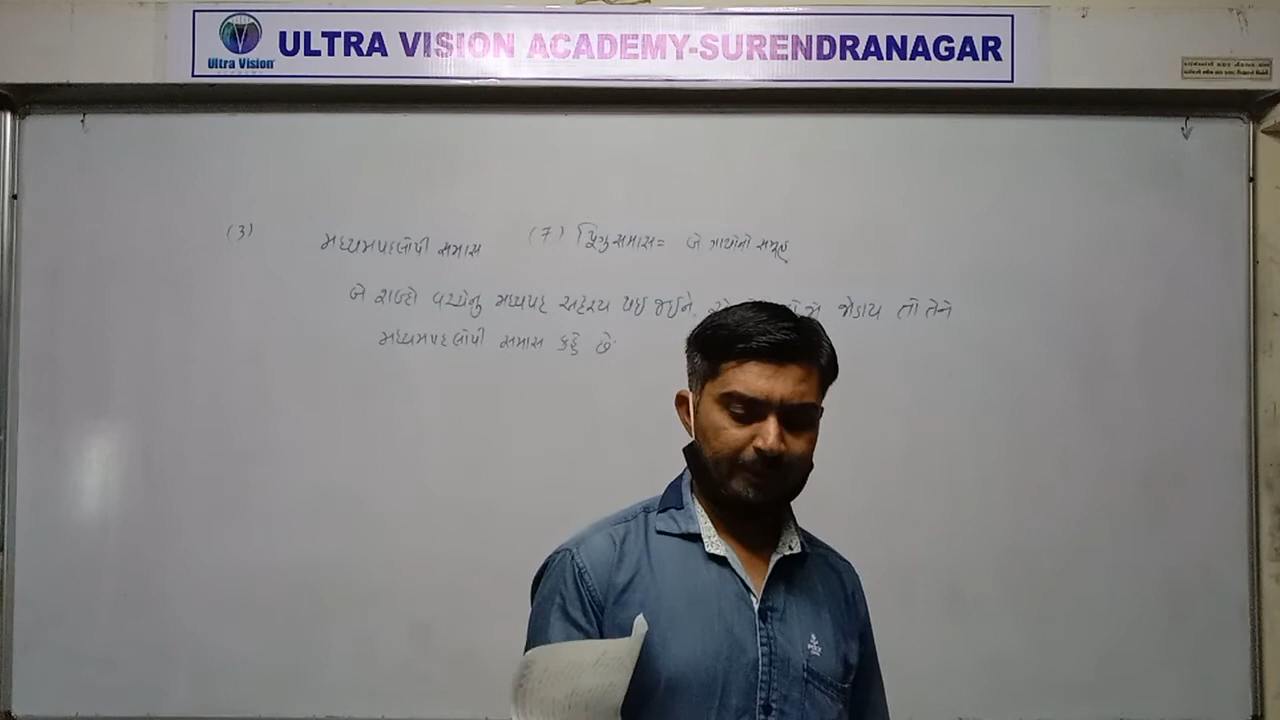 ULTRA VISION ACADEMY-SURENDRANAGAR
Ultra Vision
ACADEMY
(3) મધ્યમપદલોપી સમાસ (7) દ્વિગુ સમાસ = બે ગાયોનો સમૂહ
બે શબ્દો વચ્ચેનુ મધ્યપદ અદ્રશ્ય થઈ જઈને જોડાય તો તેને
મધ્યમપદલોપી સમાસ કહે છે.